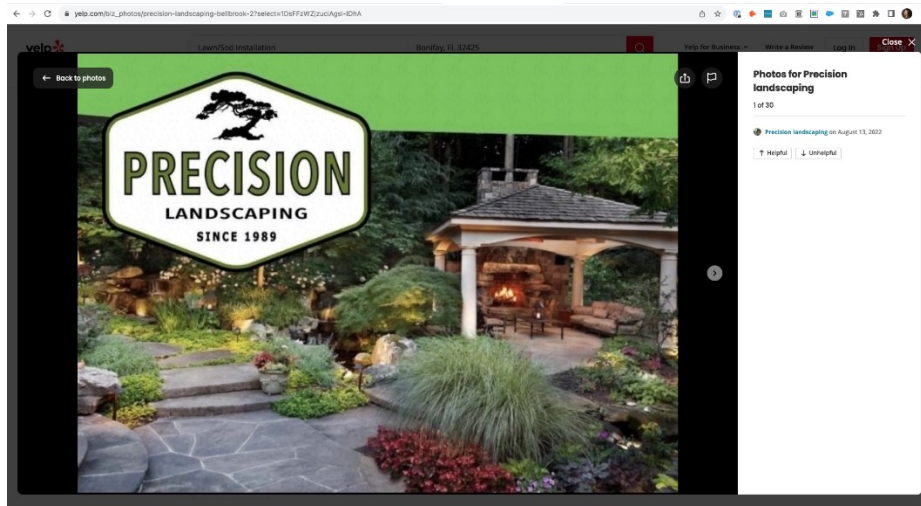 yelp.com/biz_photos/precision-landscaping-bellbrook-2?select=1DsFFzWZjzuciAgsi-iDhA
yelp
Lawn/Sod Installation
Bonifay, FL 32425
Yelp for Business
Write a Review
Log In
Close
Back to photos
PRECISION
LANDSCAPING
SINCE 1989
Photos for Precision
landscaping
1 of 30
Precision landscaping on August 13, 2022
Helpful
Unhelpful